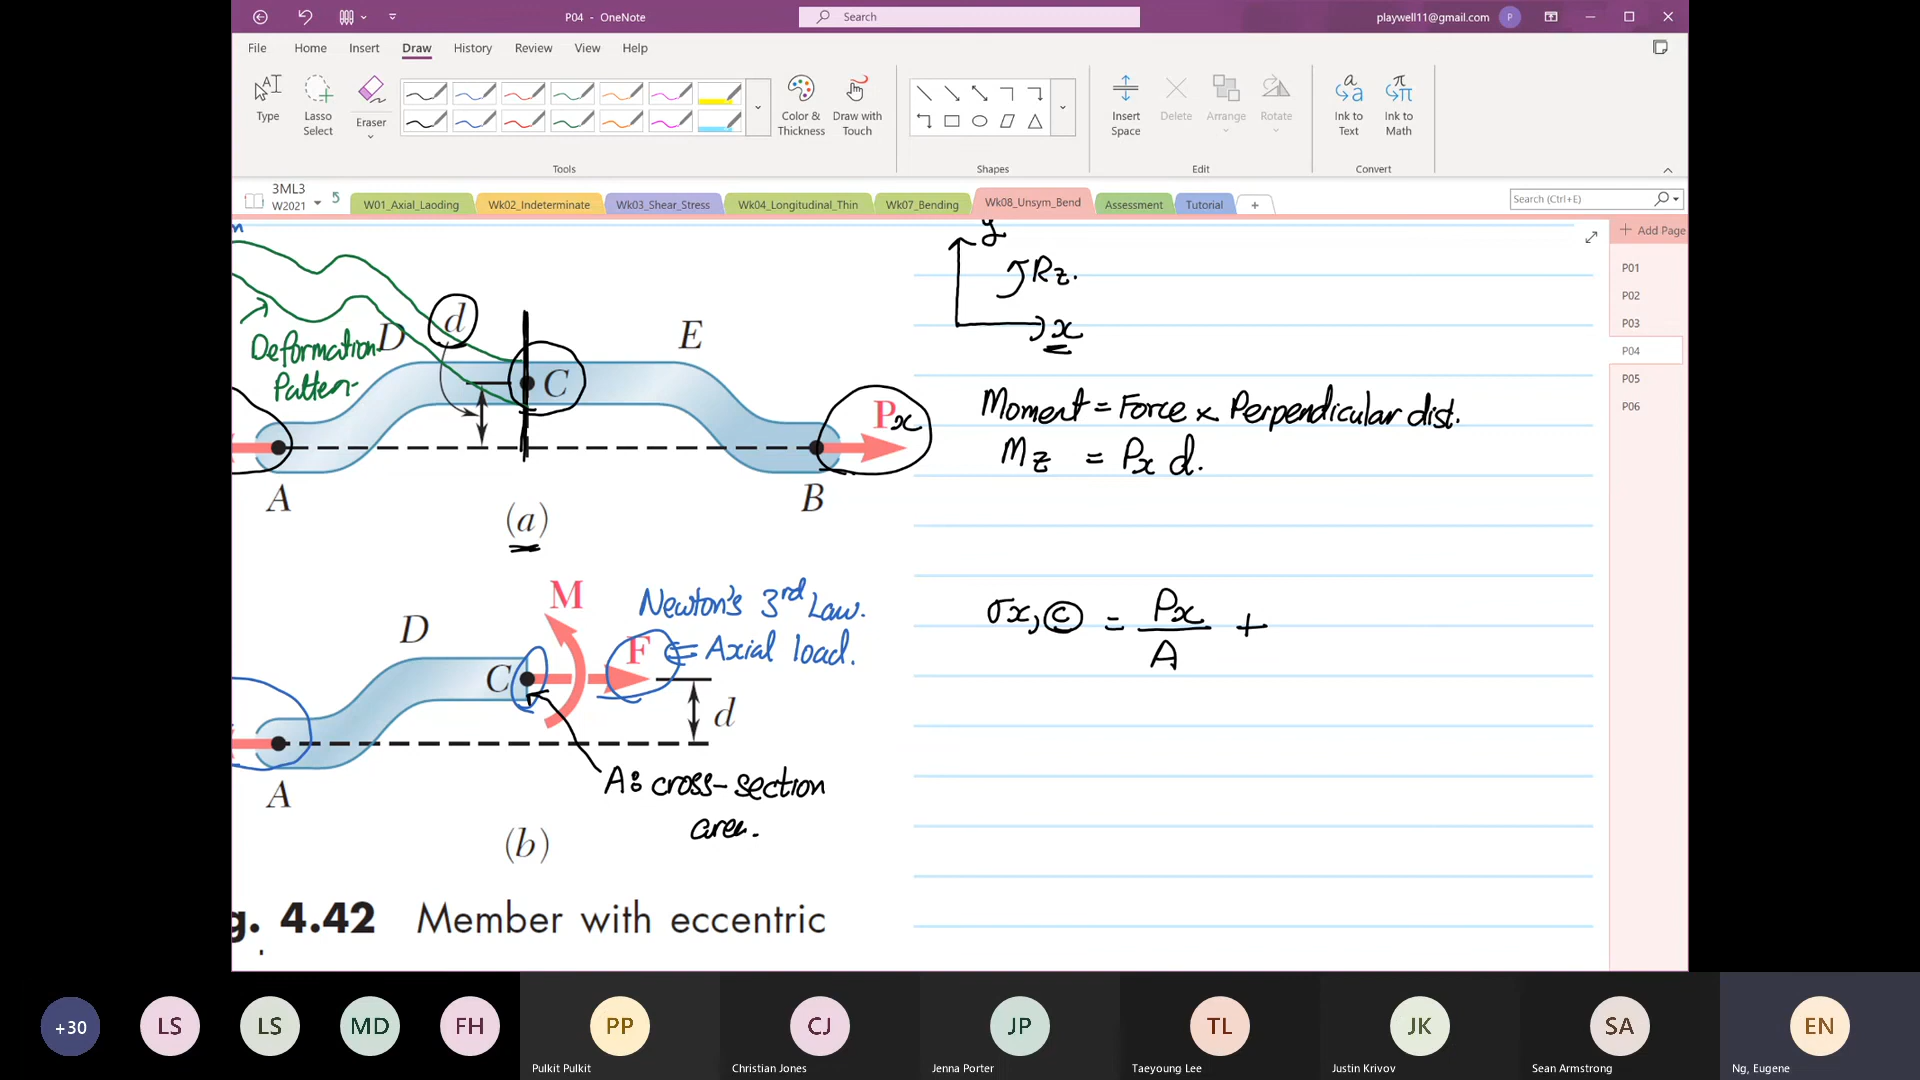 P04 - OneNote
Search
playwell11@gmail.com
P
File
Home
Insert
Draw
History
Review
View
Help
Type
Lasso
Select
Eraser
Color &
Thickness
Draw with
Touch
Insert
Space
Delete
Arrange
Rotate
Ink to
Text
Ink to
Math
Tools
Shapes
Edit
Convert
3ML3
W2021
W01_Axial_Laoding
Wk02_Indeterminate
Wk03_Shear_Stress
Wk04_Longitudinal_Thin
Wk07_Bending
Wk08_Unsym_Bend
Assessment
Tutorial
Search (Ctrl+E)
Add Page
P01
P02
P03
P04
P05
P06
y
Rz.
x
Deformation
Patten
D
d
C
E
Px
A
B
(a)
Moment = Force x Perpendicular dist.
Mz = Px d.
M
Newton's 3rd Law.
F
⇐ Axial load.
D
C
d
A
A: cross-section
area.
(b)
σx,© = Px/A +
g. 4.42 Member with eccentric
+30
LS
LS
MD
FH
PP
Pulkit Pulkit
CJ
Christian Jones
JP
Jenna Porter
TL
Taeyoung Lee
JK
Justin Krivov
SA
Sean Armstrong
EN
Ng, Eugene